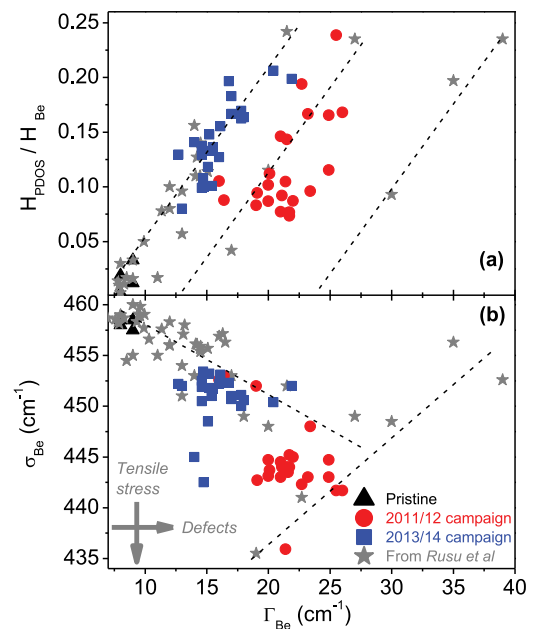 0.25
0.20
0.15
0.10
0.05
H_PDOS / H_Be
(a)
460
455
450
445
440
435
σ_Be (cm⁻¹)
(b)
Tensile
stress
Defects
Pristine
2011/12 campaign
2013/14 campaign
From Rusu et al
10 15 20 25 30 35 40
Γ_Be (cm⁻¹)